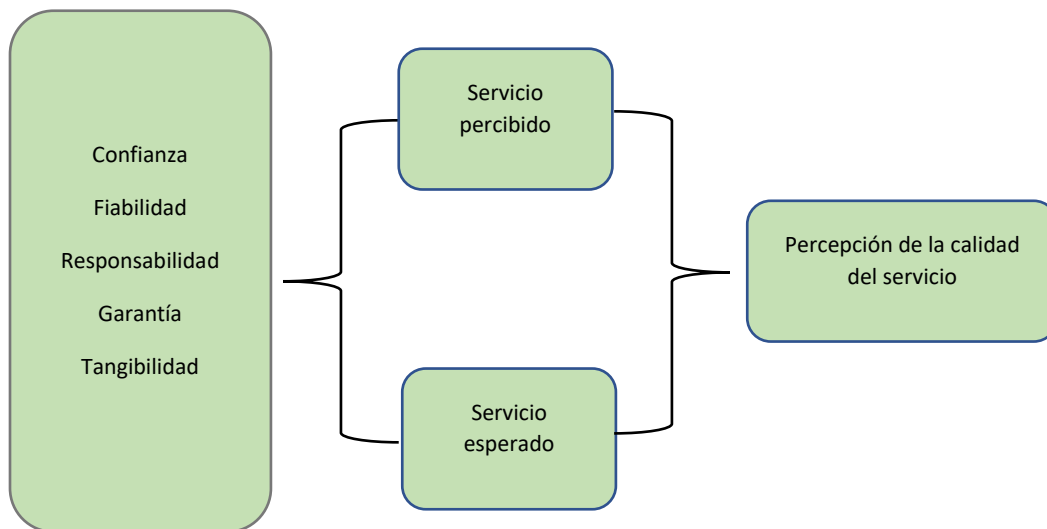 Confianza
Fiabilidad
Responsabilidad
Garantía
Tangibilidad
Servicio
percibido
Servicio
esperado
Percepción de la calidad
del servicio